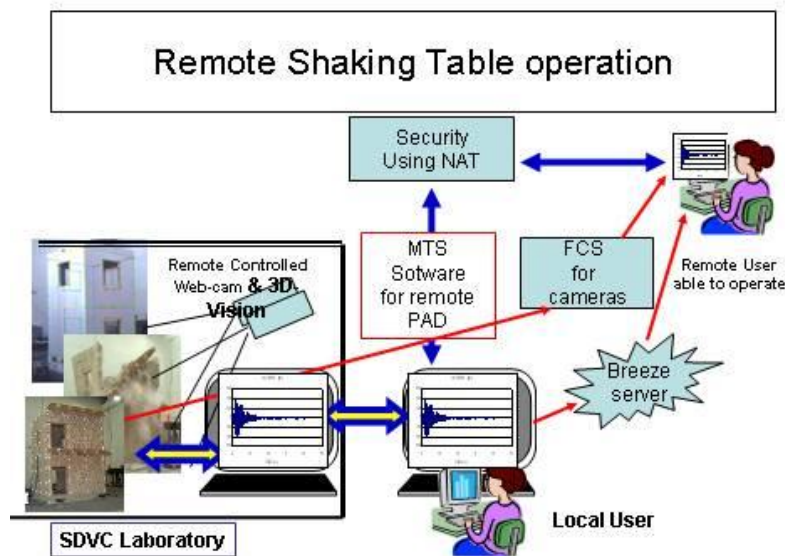 Remote Shaking Table operation
Security
Using NAT
MTS
Sotware
for remote
PAD
FCS
for
cameras
Remote User
able to operate
Remote Controlled
Web-cam & 3D-
Vision
Breeze
server
Local User
SDVC Laboratory